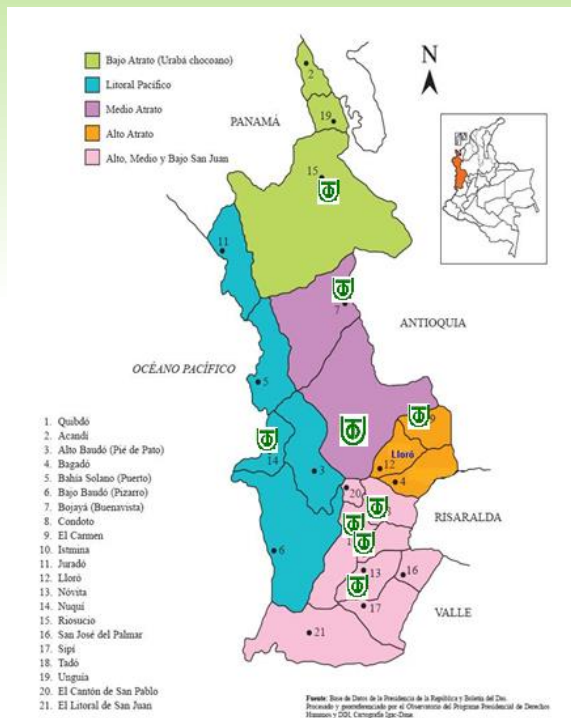 Bajo Atrato (Urabá chocoano)
Litoral Pacífico
Medio Atrato
Alto Atrato
Alto, Medio y Bajo San Juan
N
PANAMÁ
2
19
15
11
7
ANTIOQUIA
OCÉANO PACÍFICO
5
9
14
Lloró
12
3
4
20
RISARALDA
6
13
16
17
VALLE
21
1. Quibdó
2. Acandí
3. Alto Baudó (Pié de Pato)
4. Bagadó
5. Bahía Solano (Puerto)
6. Bajo Baudó (Pizarro)
7. Bojayá (Buenavista)
8. Condoto
9. El Carmen
10. Istmina
11. Juradó
12. Lloró
13. Nóvita
14. Nuquí
15. Riosucio
16. San José del Palmar
17. Sipí
18. Tadó
19. Unguía
20. El Cantón de San Pablo
21. El Litoral de San Juan
Fuente: Base de Datos de la Presidencia de la República y Boletín del Das.
Procesado y georeferenciado por el Observatorio del Programa Presidencial de Derechos
Humanos y DIH. Cartografía Igac-Dane